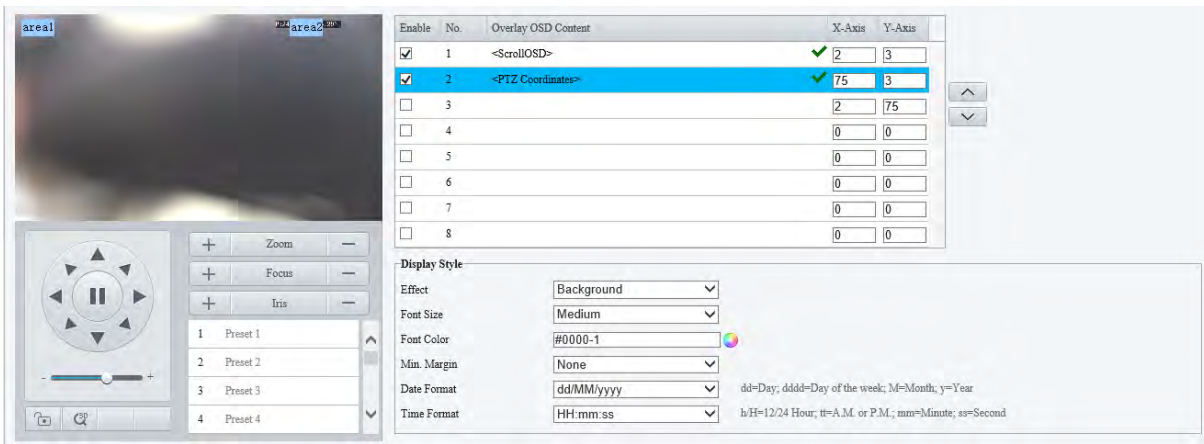 area1
area2
Enable No. Overlay OSD Content X-Axis Y-Axis
1 <ScrollOSD> 2 3
2 <PTZ Coordinates> 75 3
3 2 75
4 0 0
5 0 0
6 0 0
7 0 0
8 0 0
+ Zoom −
+ Focus −
+ Iris −
1 Preset 1
2 Preset 2
3 Preset 3
4 Preset 4
- +
3D
Display Style
Effect Background
Font Size Medium
Font Color #0000-1
Min. Margin None
Date Format dd/MM/yyyy dd=Day; dddd=Day of the week; M=Month; y=Year
Time Format HH:mm:ss h/H=12/24 Hour; tt=A.M. or P.M.; mm=Minute; ss=Second